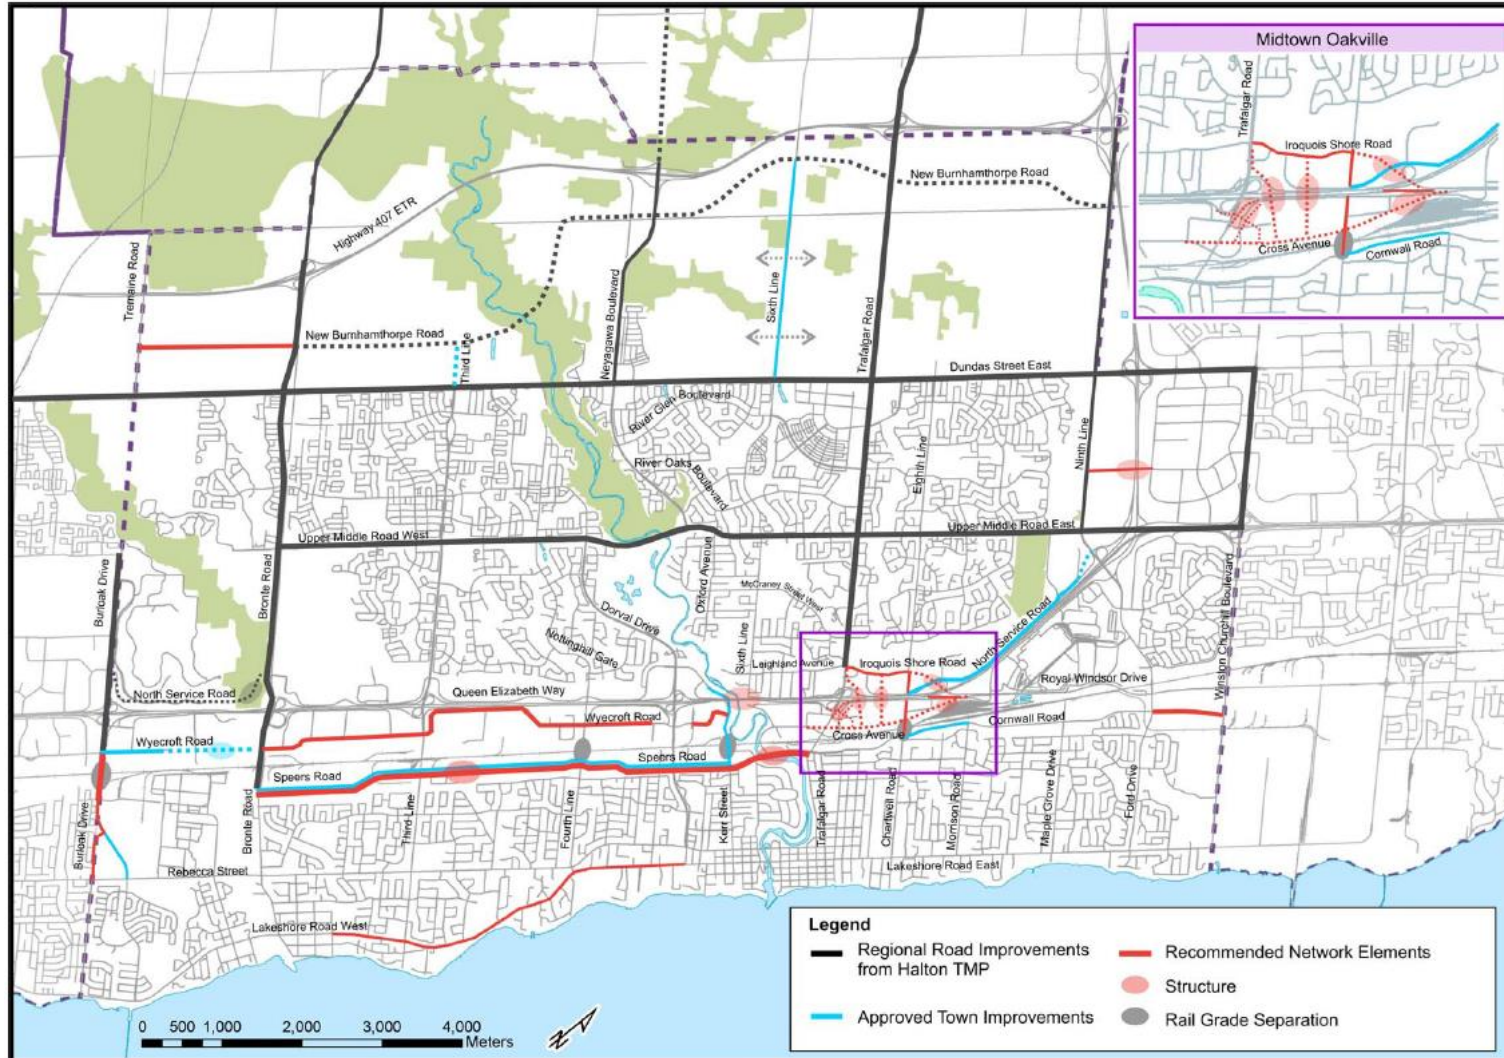 Midtown Oakville
Trafalgar Road
Iroquois Shore Road
Cross Avenue
Cornwall Road
New Burnhamthorpe Road
Highway 407 ETR
Tremaine Road
Neyagawa Boulevard
Sixth Line
Trafalgar Road
New Burnhamthorpe Road
Third Line
Dundas Street East
River Glen Boulevard
Ninth Line
Eighth Line
River Oaks Boulevard
Upper Middle Road West
Upper Middle Road East
Burloak Drive
Bronte Road
Oxford Avenue
McCraney Street West
Dorval Drive
Nottinghill Gate
Sixth Line
Leighland Avenue
Iroquois Shore Road
North Service Road
Winston Churchill Boulevard
Royal Windsor Drive
North Service Road
Queen Elizabeth Way
Wyecroft Road
Cornwall Road
Cross Avenue
Wyecroft Road
Speers Road
Speers Road
Burloak Drive
Bronte Road
Third Line
Fourth Line
Kerr Street
Trafalgar Road
Chartwell Road
Morrison Road
Maple Grove Drive
Ford Drive
Rebecca Street
Lakeshore Road East
Lakeshore Road West
Legend
Regional Road Improvements
from Halton TMP
Approved Town Improvements
Recommended Network Elements
Structure
Rail Grade Separation
0 500 1,000 2,000 3,000 4,000
Meters
N